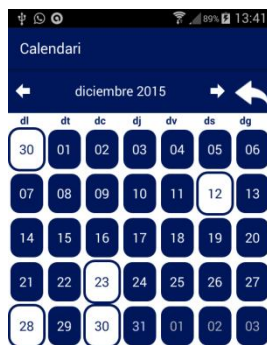 89% 13:41
Calendari
diciembre 2015
dl dt dc dj dv ds dg
30 01 02 03 04 05 06
07 08 09 10 11 12 13
14 15 16 17 18 19 20
21 22 23 24 25 26 27
28 29 30 31 01 02 03